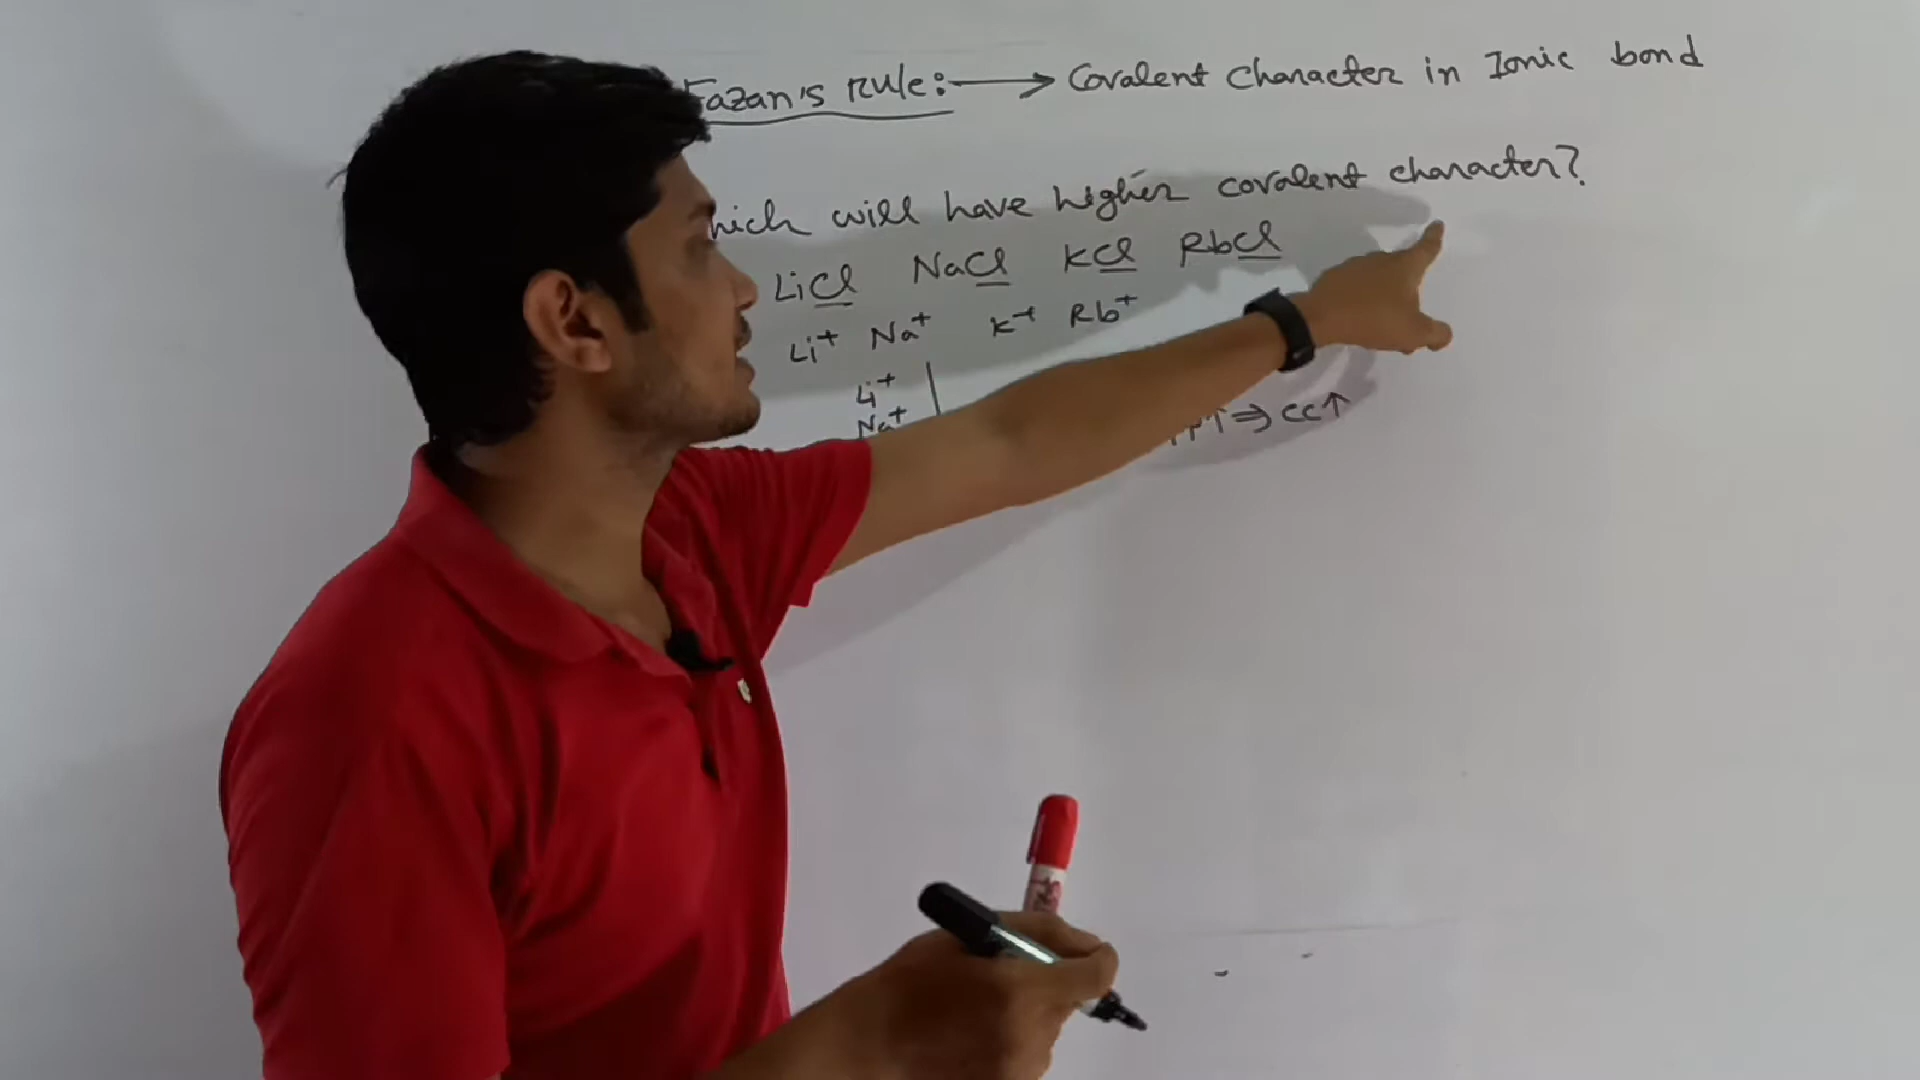 Fazan's Rule:⟶ Covalent character in Ionic bond
which will have higher covalent character?
LiCl NaCl KCl RbCl
Li⁺ Na⁺ K⁺ Rb⁺
Li⁺
Na⁺ ⇒ CC↑